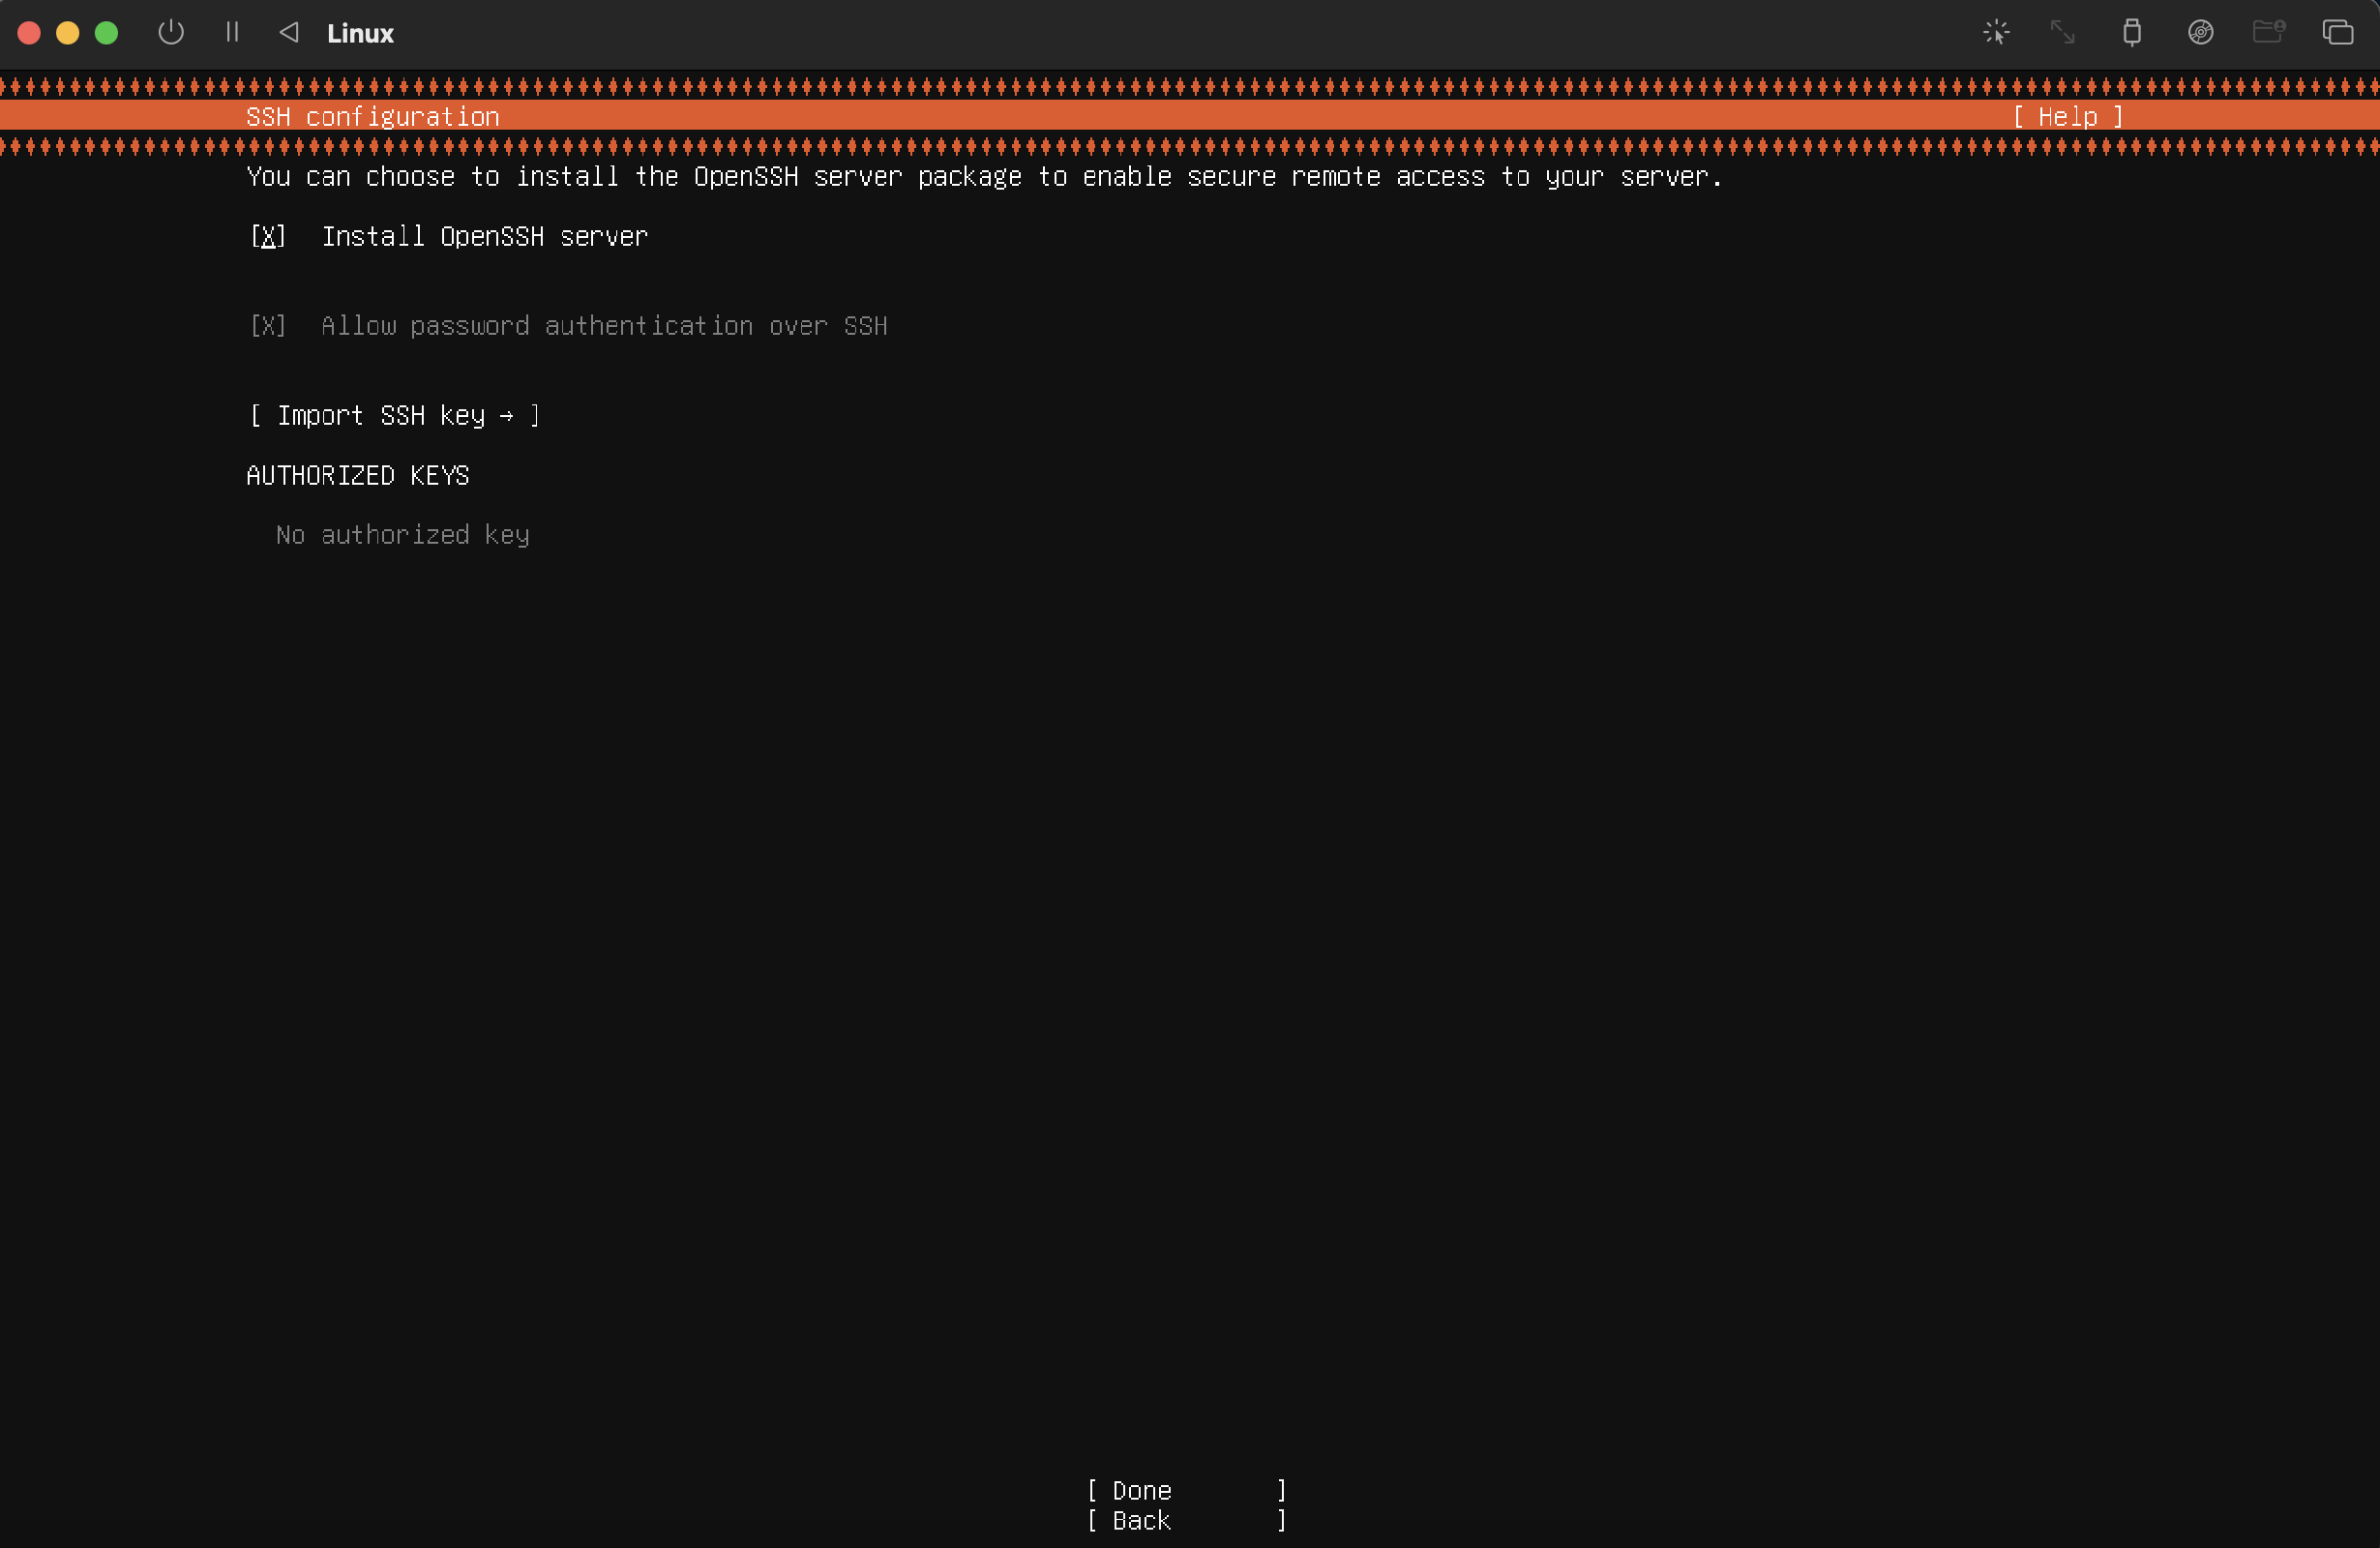 Linux
SSH configuration [ Help ]
You can choose to install the OpenSSH server package to enable secure remote access to your server.
[X] Install OpenSSH server
[X] Allow password authentication over SSH
[ Import SSH key → ]
AUTHORIZED KEYS
No authorized key
[ Done ]
[ Back ]